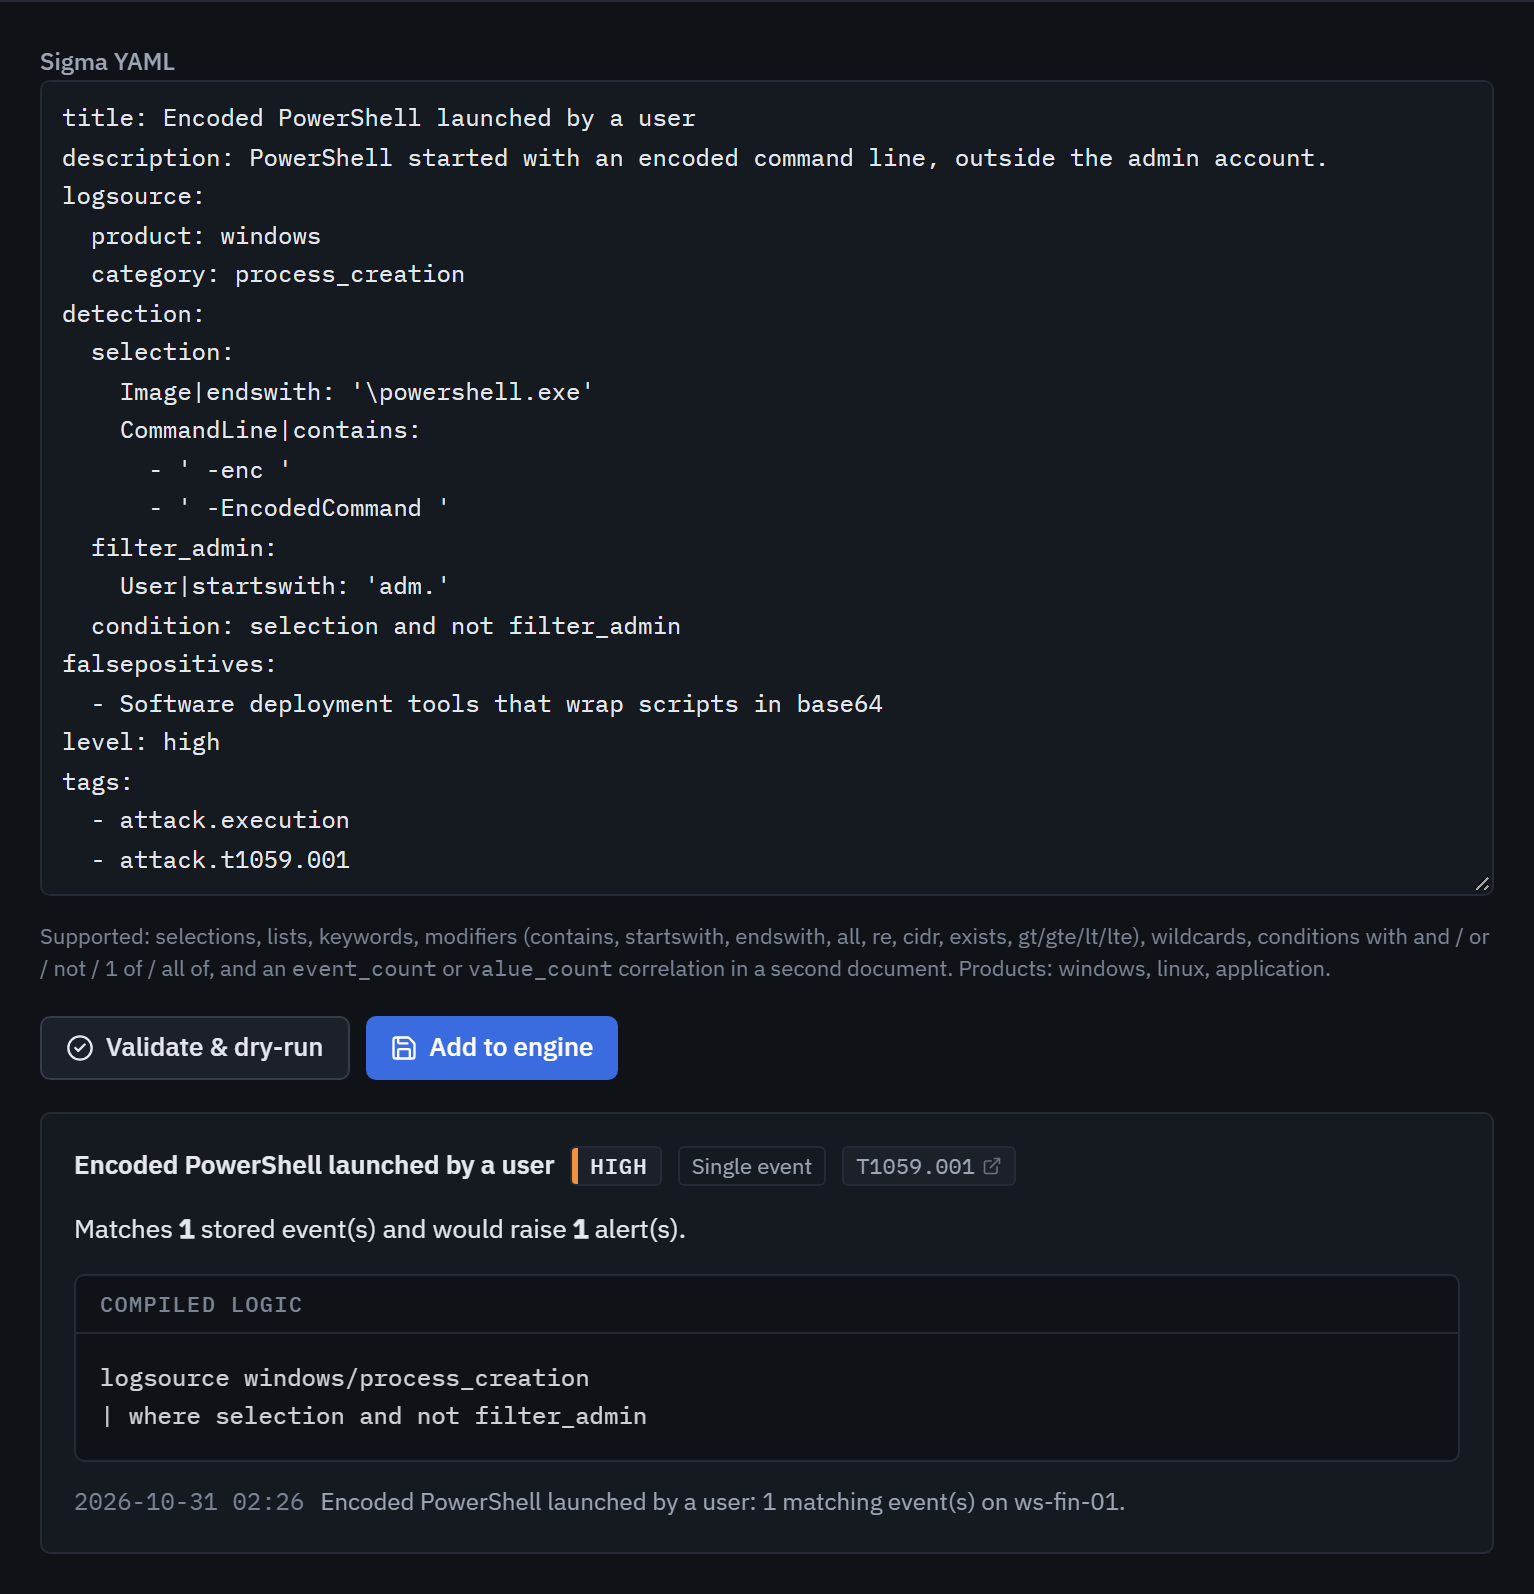 Sigma YAML
title: Encoded PowerShell launched by a user
description: PowerShell started with an encoded command line, outside the admin account.
logsource:
  product: windows
  category: process_creation
detection:
  selection:
    Image|endswith: '\powershell.exe'
    CommandLine|contains:
      - ' -enc '
      - ' -EncodedCommand '
  filter_admin:
    User|startswith: 'adm.'
  condition: selection and not filter_admin
falsepositives:
  - Software deployment tools that wrap scripts in base64
level: high
tags:
  - attack.execution
  - attack.t1059.001
Supported: selections, lists, keywords, modifiers (contains, startswith, endswith, all, re, cidr, exists, gt/gte/lt/lte), wildcards, conditions with and / or
/ not / 1 of / all of, and an event_count or value_count correlation in a second document. Products: windows, linux, application.
Validate & dry-run Add to engine
Encoded PowerShell launched by a user HIGH Single event T1059.001
Matches 1 stored event(s) and would raise 1 alert(s).
COMPILED LOGIC
logsource windows/process_creation
| where selection and not filter_admin
2026-10-31 02:26 Encoded PowerShell launched by a user: 1 matching event(s) on ws-fin-01.